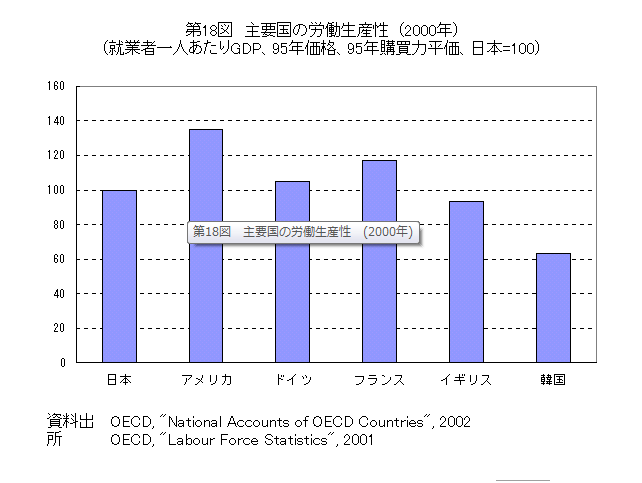 第18図　主要国の労働生産性（2000年）
（就業者一人あたりGDP、95年価格、95年購買力平価、日本=100）
160
140
120
100
80
60
40
20
0
第18図　主要国の労働生産性　(2000年)
日本　アメリカ　ドイツ　フランス　イギリス　韓国
資料出所　OECD, "National Accounts of OECD Countries", 2002
OECD, "Labour Force Statistics", 2001